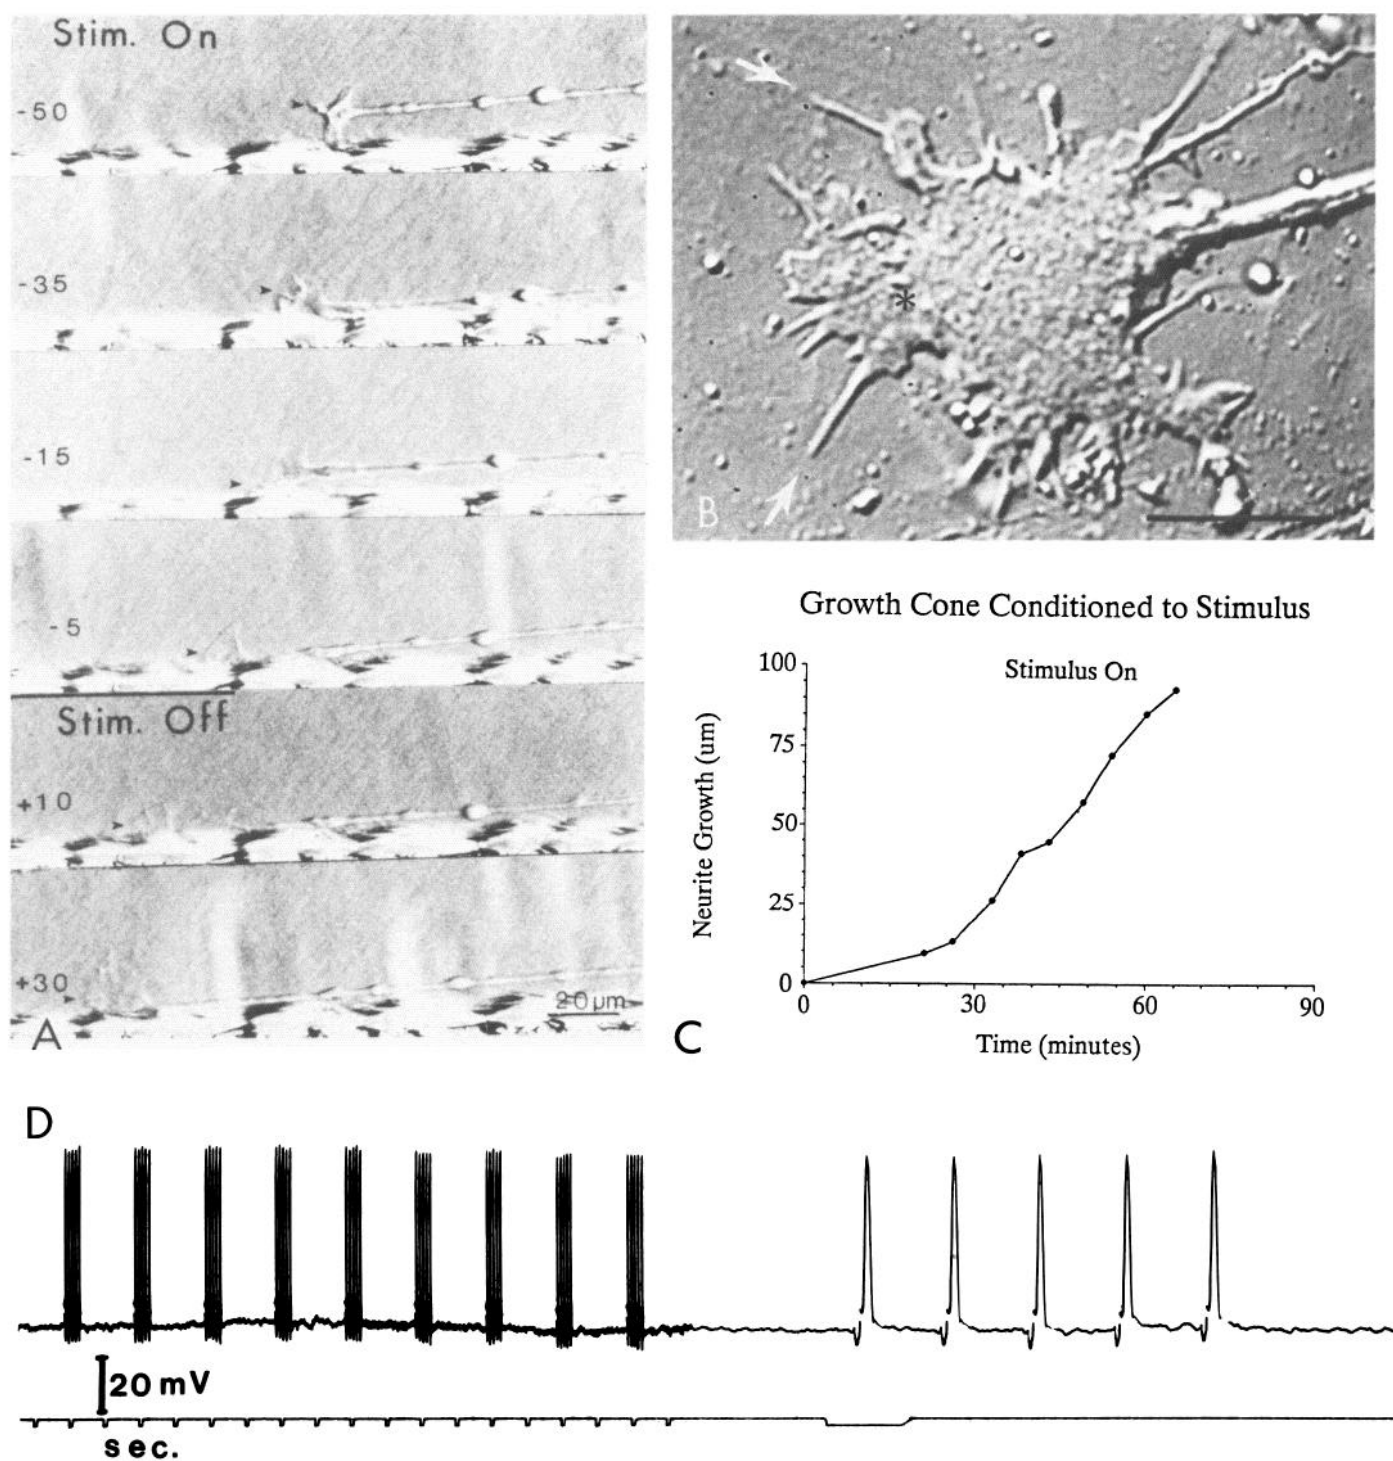 Stim. On
-50
-35
-15
-5
Stim. Off
+10
+30
20 µm
A
*
B
Growth Cone Conditioned to Stimulus
Stimulus On
Neurite Growth (um)
100
75
50
25
0
0 30 60 90
Time (minutes)
C
D
20 mV
sec.